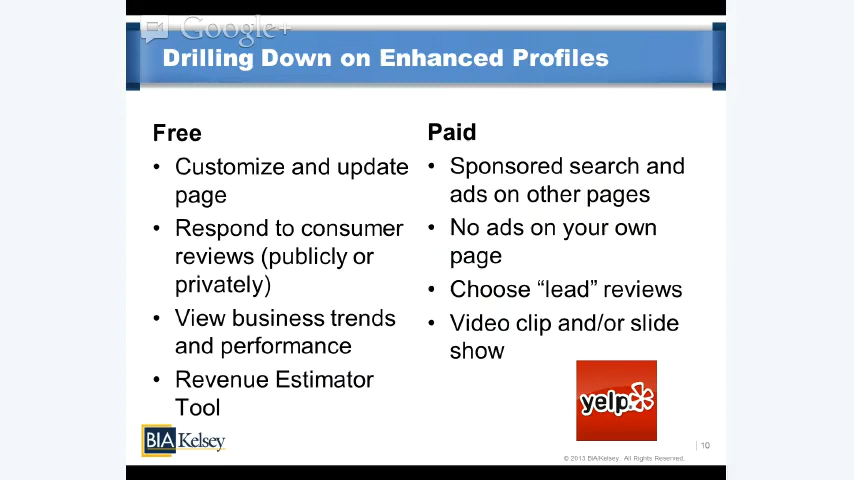 Google+
Drilling Down on Enhanced Profiles
Free
• Customize and update
page
• Respond to consumer
reviews (publicly or
privately)
• View business trends
and performance
• Revenue Estimator
Tool
Paid
• Sponsored search and
ads on other pages
• No ads on your own
page
• Choose “lead” reviews
• Video clip and/or slide
show
yelp
BIA Kelsey
10
© 2013 BIA/Kelsey. All Rights Reserved.